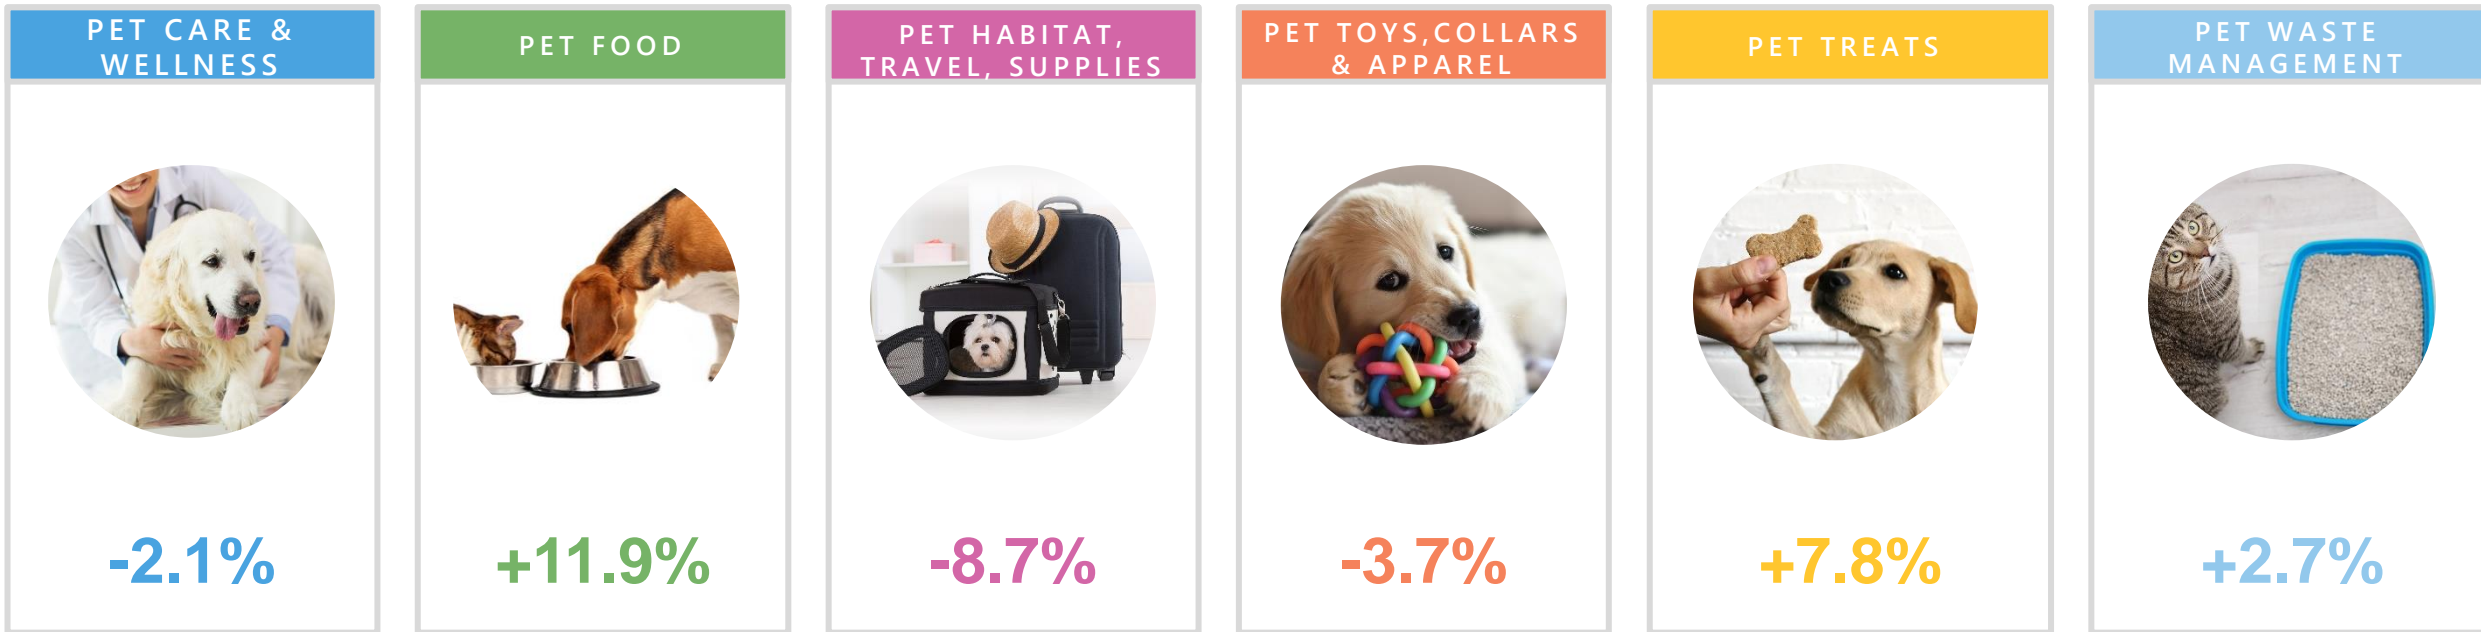 PET CARE &
WELLNESS
-2.1%
PET FOOD
+11.9%
PET HABITAT,
TRAVEL, SUPPLIES
-8.7%
PET TOYS,COLLARS
& APPAREL
-3.7%
PET TREATS
+7.8%
PET WASTE
MANAGEMENT
+2.7%